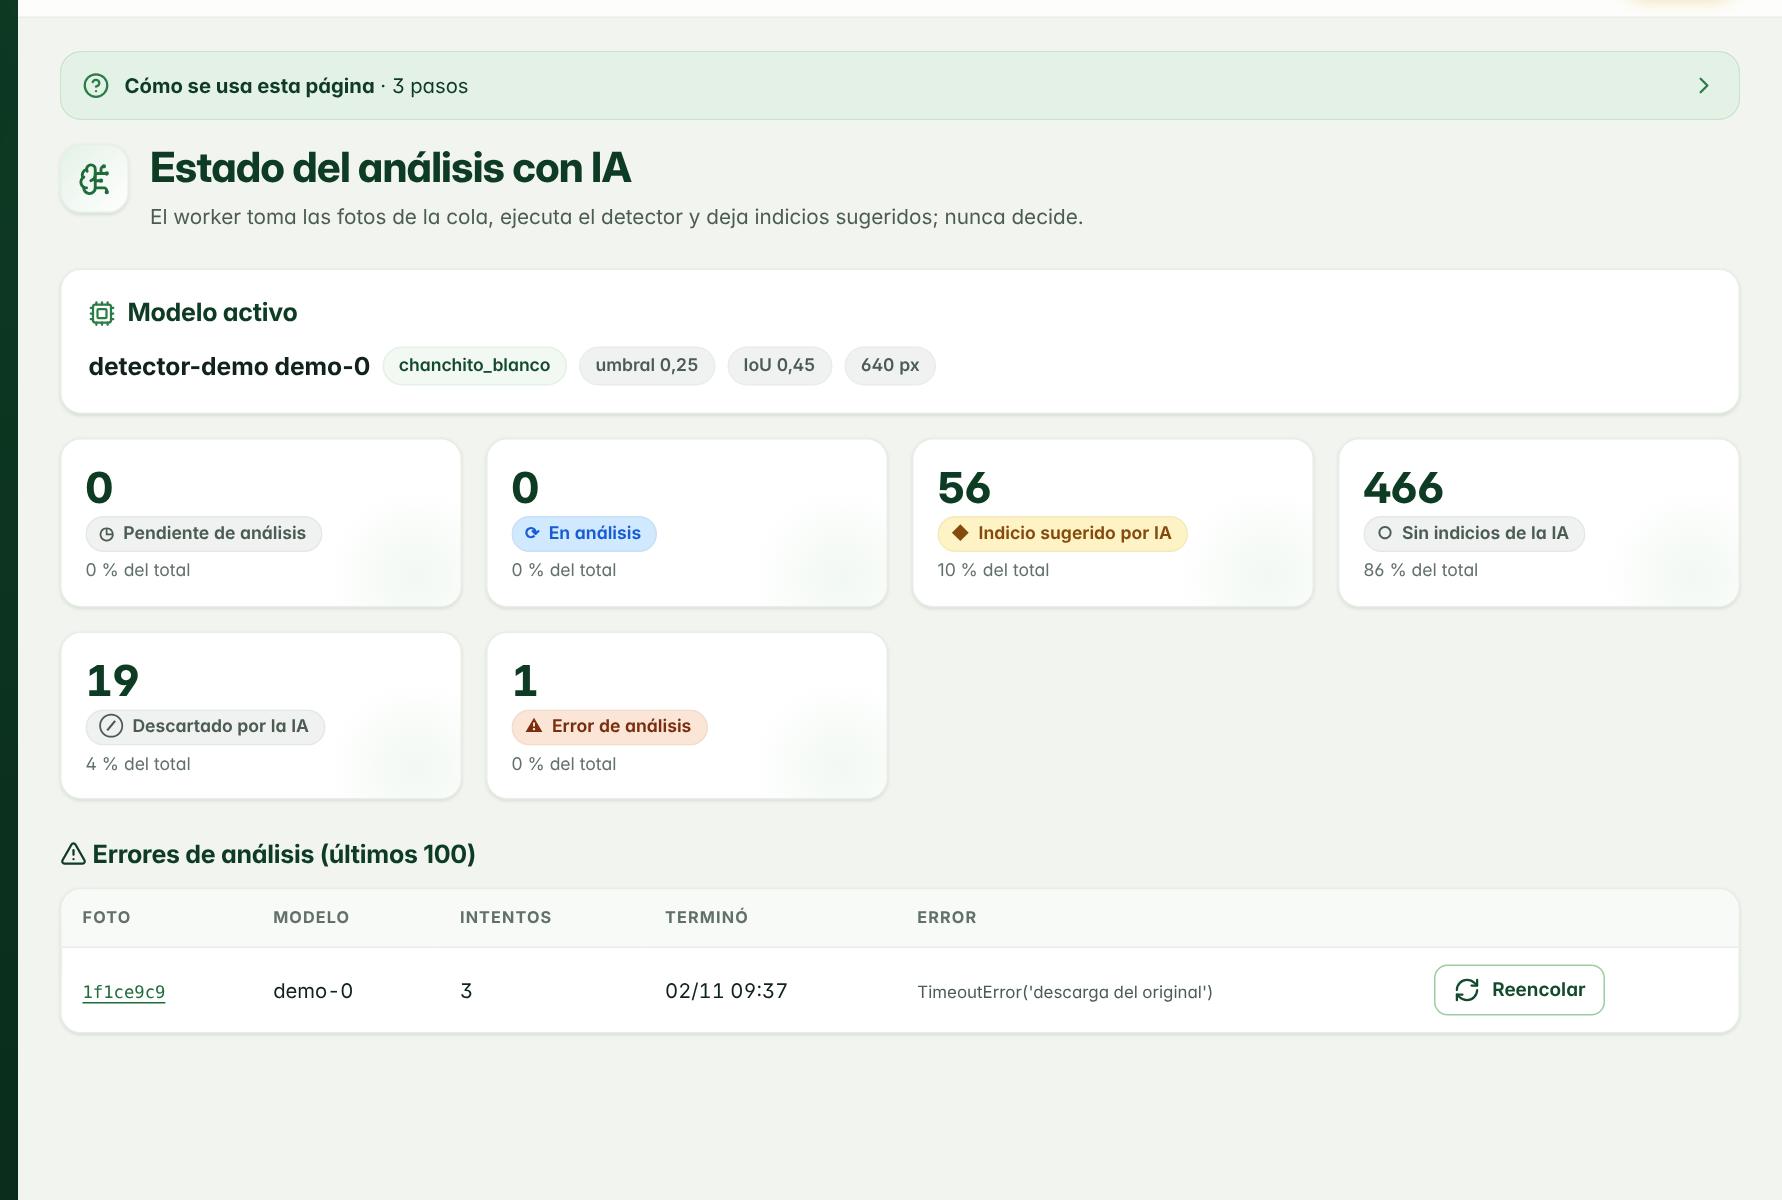 Cómo se usa esta página · 3 pasos
Estado del análisis con IA
El worker toma las fotos de la cola, ejecuta el detector y deja indicios sugeridos; nunca decide.
Modelo activo
detector-demo demo-0 chanchito_blanco umbral 0,25 IoU 0,45 640 px
0
Pendiente de análisis
0 % del total
0
En análisis
0 % del total
56
Indicio sugerido por IA
10 % del total
466
Sin indicios de la IA
86 % del total
19
Descartado por la IA
4 % del total
1
Error de análisis
0 % del total
Errores de análisis (últimos 100)
FOTO MODELO INTENTOS TERMINÓ ERROR
1f1ce9c9 demo-0 3 02/11 09:37 TimeoutError('descarga del original') Reencolar